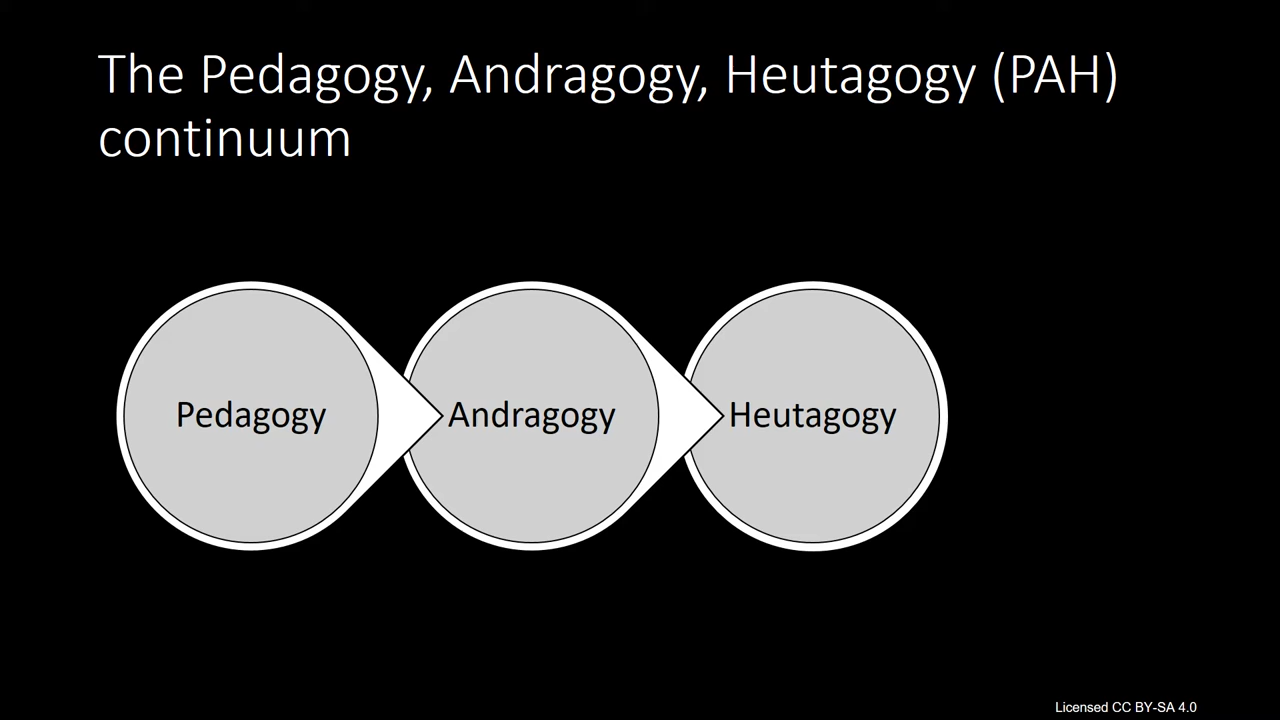 The Pedagogy, Andragogy, Heutagogy (PAH)
continuum
Pedagogy
Andragogy
Heutagogy
Licensed CC BY-SA 4.0